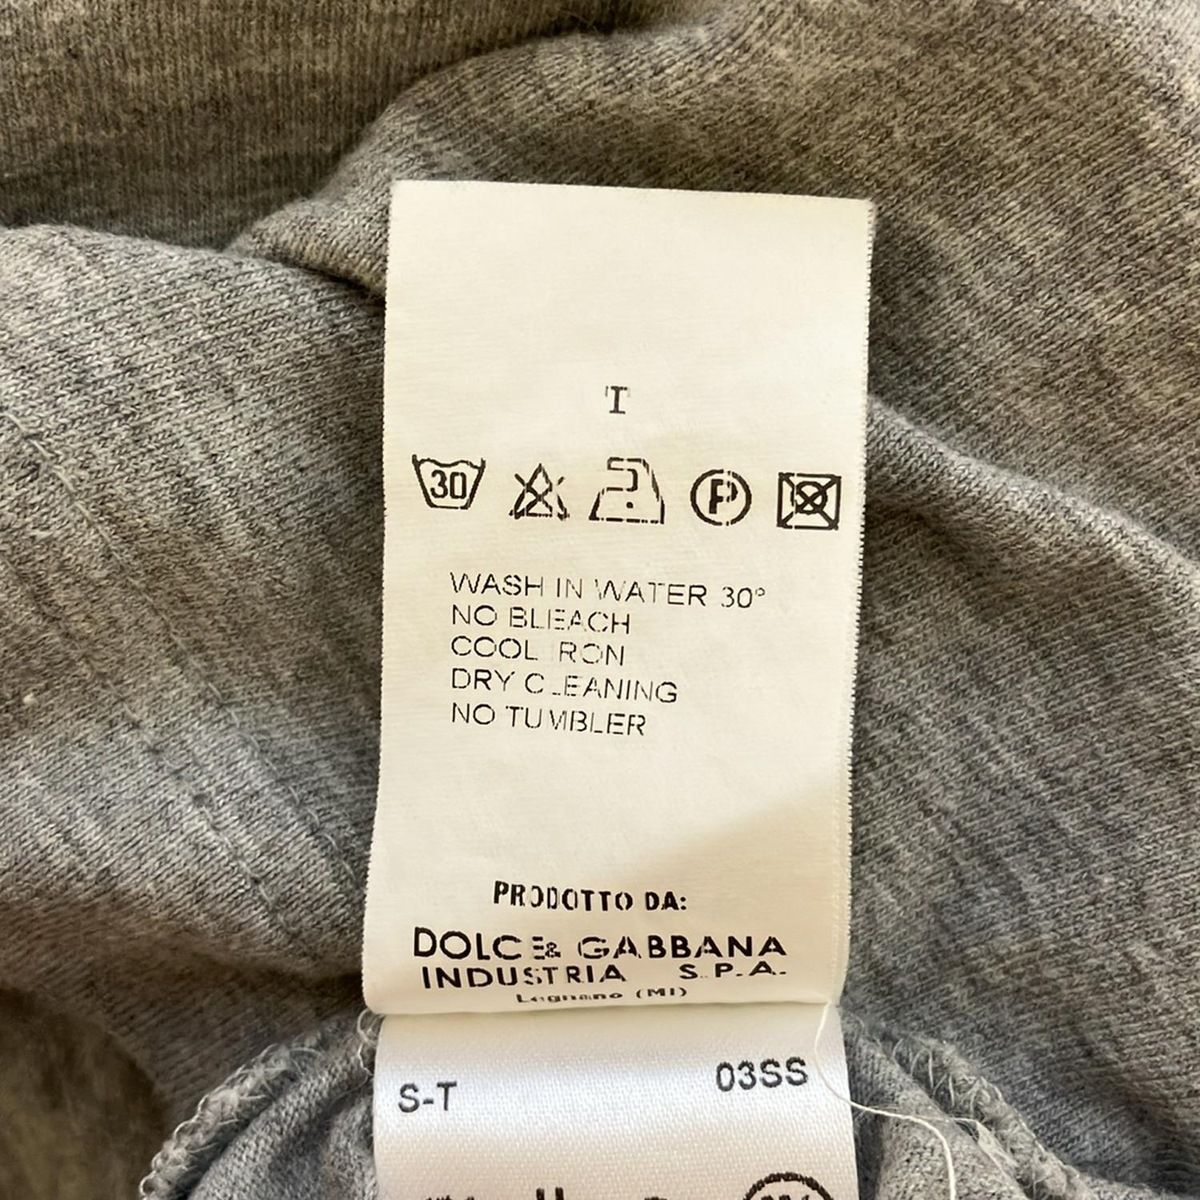 T
30 P
WASH IN WATER 30°
NO BLEACH
COOL IRON
DRY CLEANING
NO TUMBLER
PRODOTTO DA:
DOLCE & GABBANA
INDUSTRIA S.P.A.
Legnano (MI)
S-T 03SS